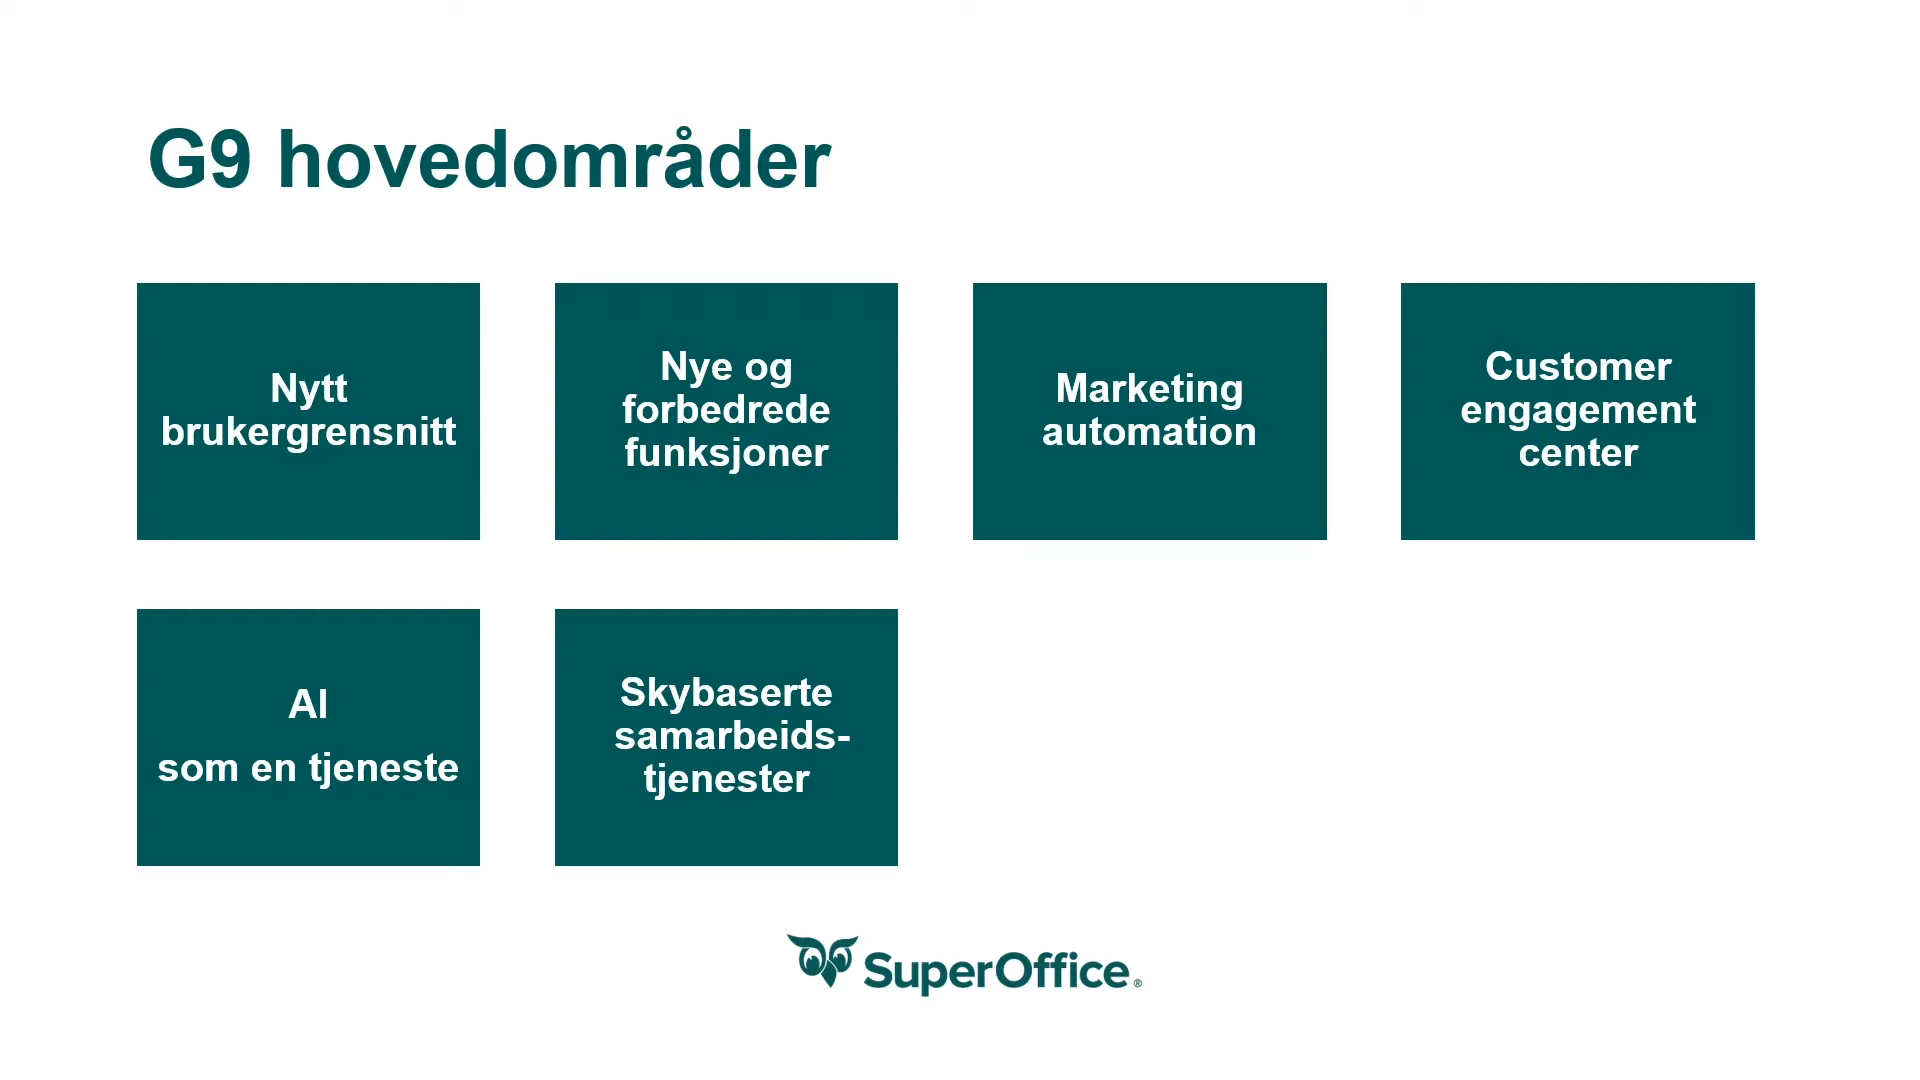 G9 hovedområder
Nytt
brukergrensnitt
Nye og
forbedrede
funksjoner
Marketing
automation
Customer
engagement
center
AI
som en tjeneste
Skybaserte
samarbeids-
tjenester
SuperOffice®